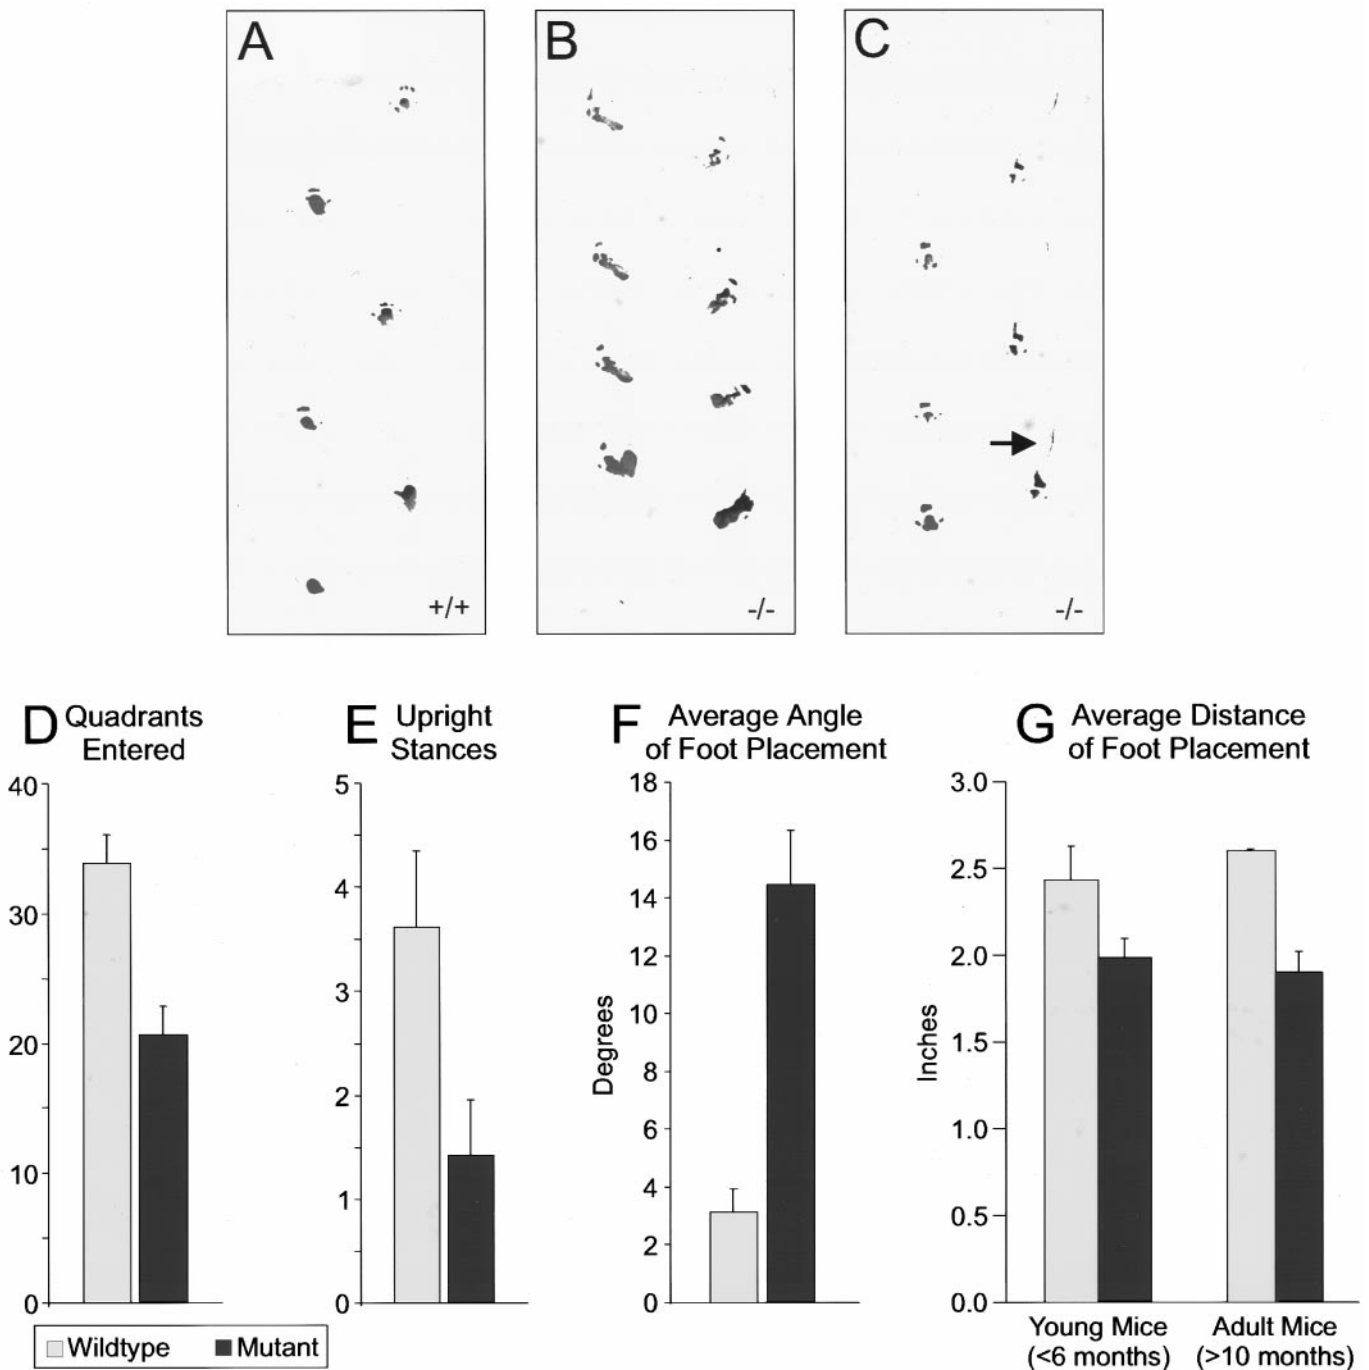 A
B
C
+/+
-/-
-/-
D Quadrants
Entered
40
30
20
10
0
E Upright
Stances
5
4
3
2
1
0
F Average Angle
of Foot Placement
Degrees
18
16
14
12
10
8
6
4
2
0
G Average Distance
of Foot Placement
Inches
3.0
2.5
2.0
1.5
1.0
0.5
0.0
Young Mice
(<6 months)
Adult Mice
(>10 months)
Wildtype
Mutant